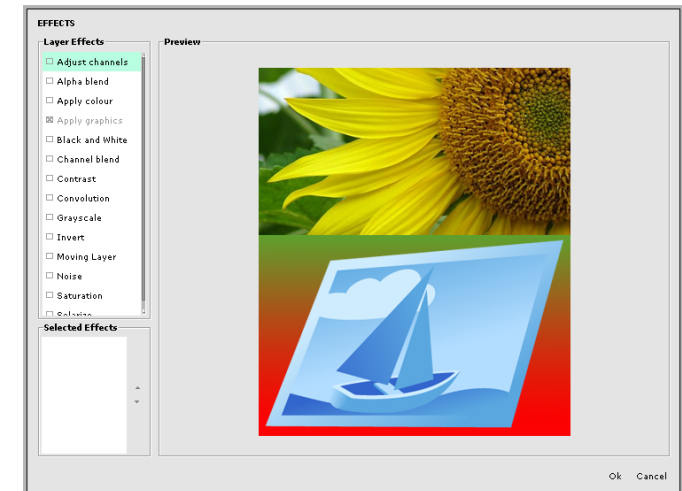 EFFECTS
Layer Effects
Adjust channels
Alpha blend
Apply colour
Apply graphics
Black and White
Channel blend
Contrast
Convolution
Grayscale
Invert
Moving Layer
Noise
Saturation
Solarize
Selected Effects
Preview
Ok Cancel